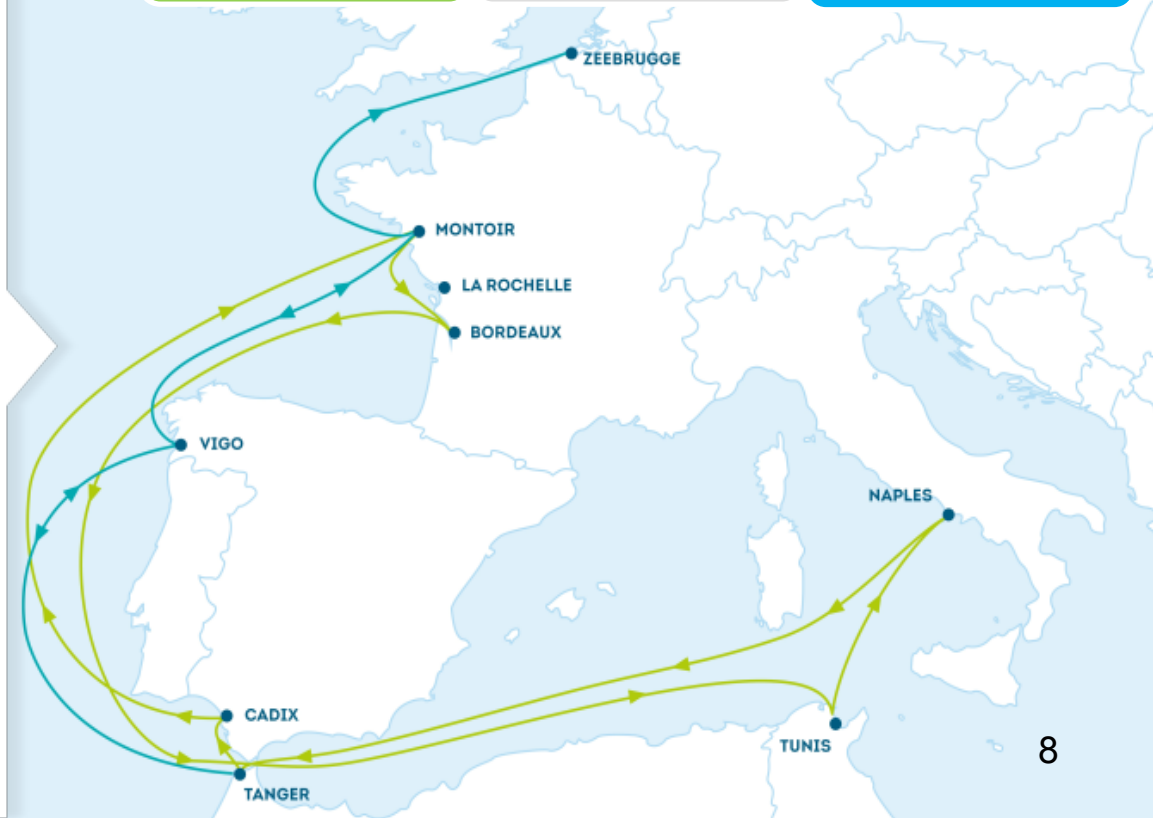 ZEEBRUGGE
MONTOIR
LA ROCHELLE
BORDEAUX
VIGO
NAPLES
CADIX
TUNIS
8
TANGER